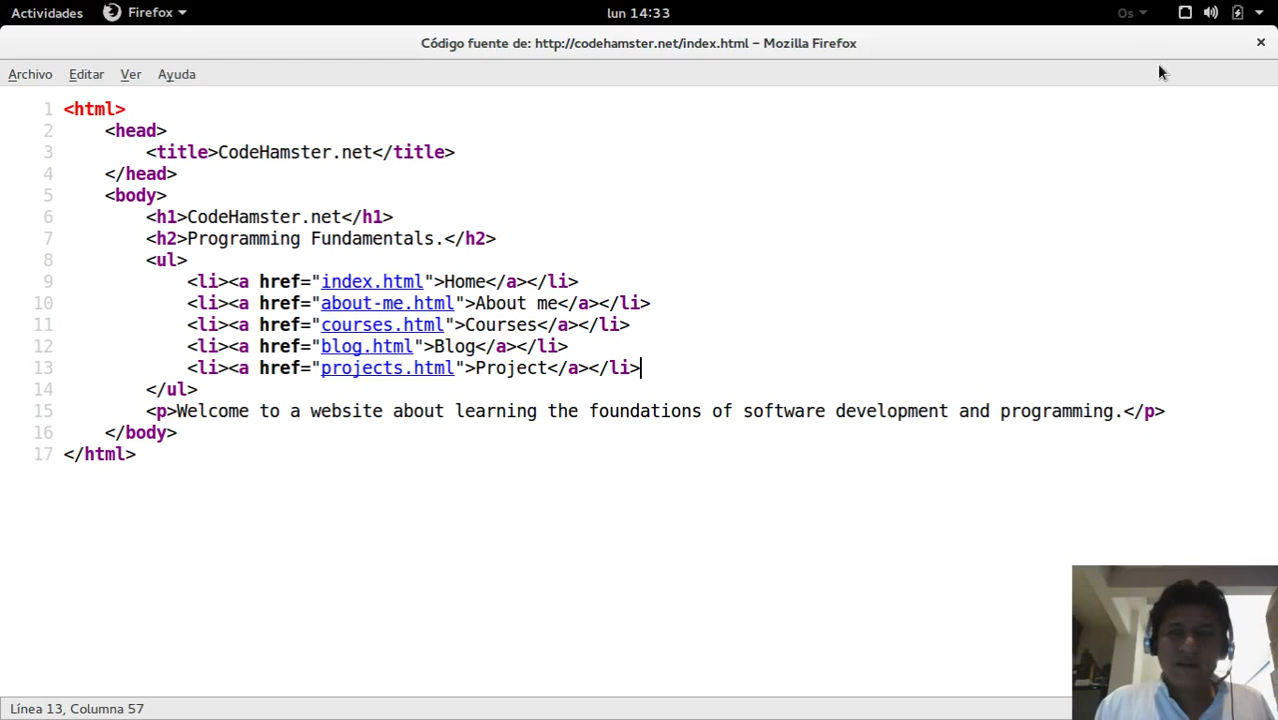 Actividades Firefox lun 14:33 Os
Código fuente de: http://codehamster.net/index.html - Mozilla Firefox
Archivo Editar Ver Ayuda
1 <html>
2 <head>
3 <title>CodeHamster.net</title>
4 </head>
5 <body>
6 <h1>CodeHamster.net</h1>
7 <h2>Programming Fundamentals.</h2>
8 <ul>
9 <li><a href="index.html">Home</a></li>
10 <li><a href="about-me.html">About me</a></li>
11 <li><a href="courses.html">Courses</a></li>
12 <li><a href="blog.html">Blog</a></li>
13 <li><a href="projects.html">Project</a></li>
14 </ul>
15 <p>Welcome to a website about learning the foundations of software development and programming.</p>
16 </body>
17 </html>
Línea 13, Columna 57